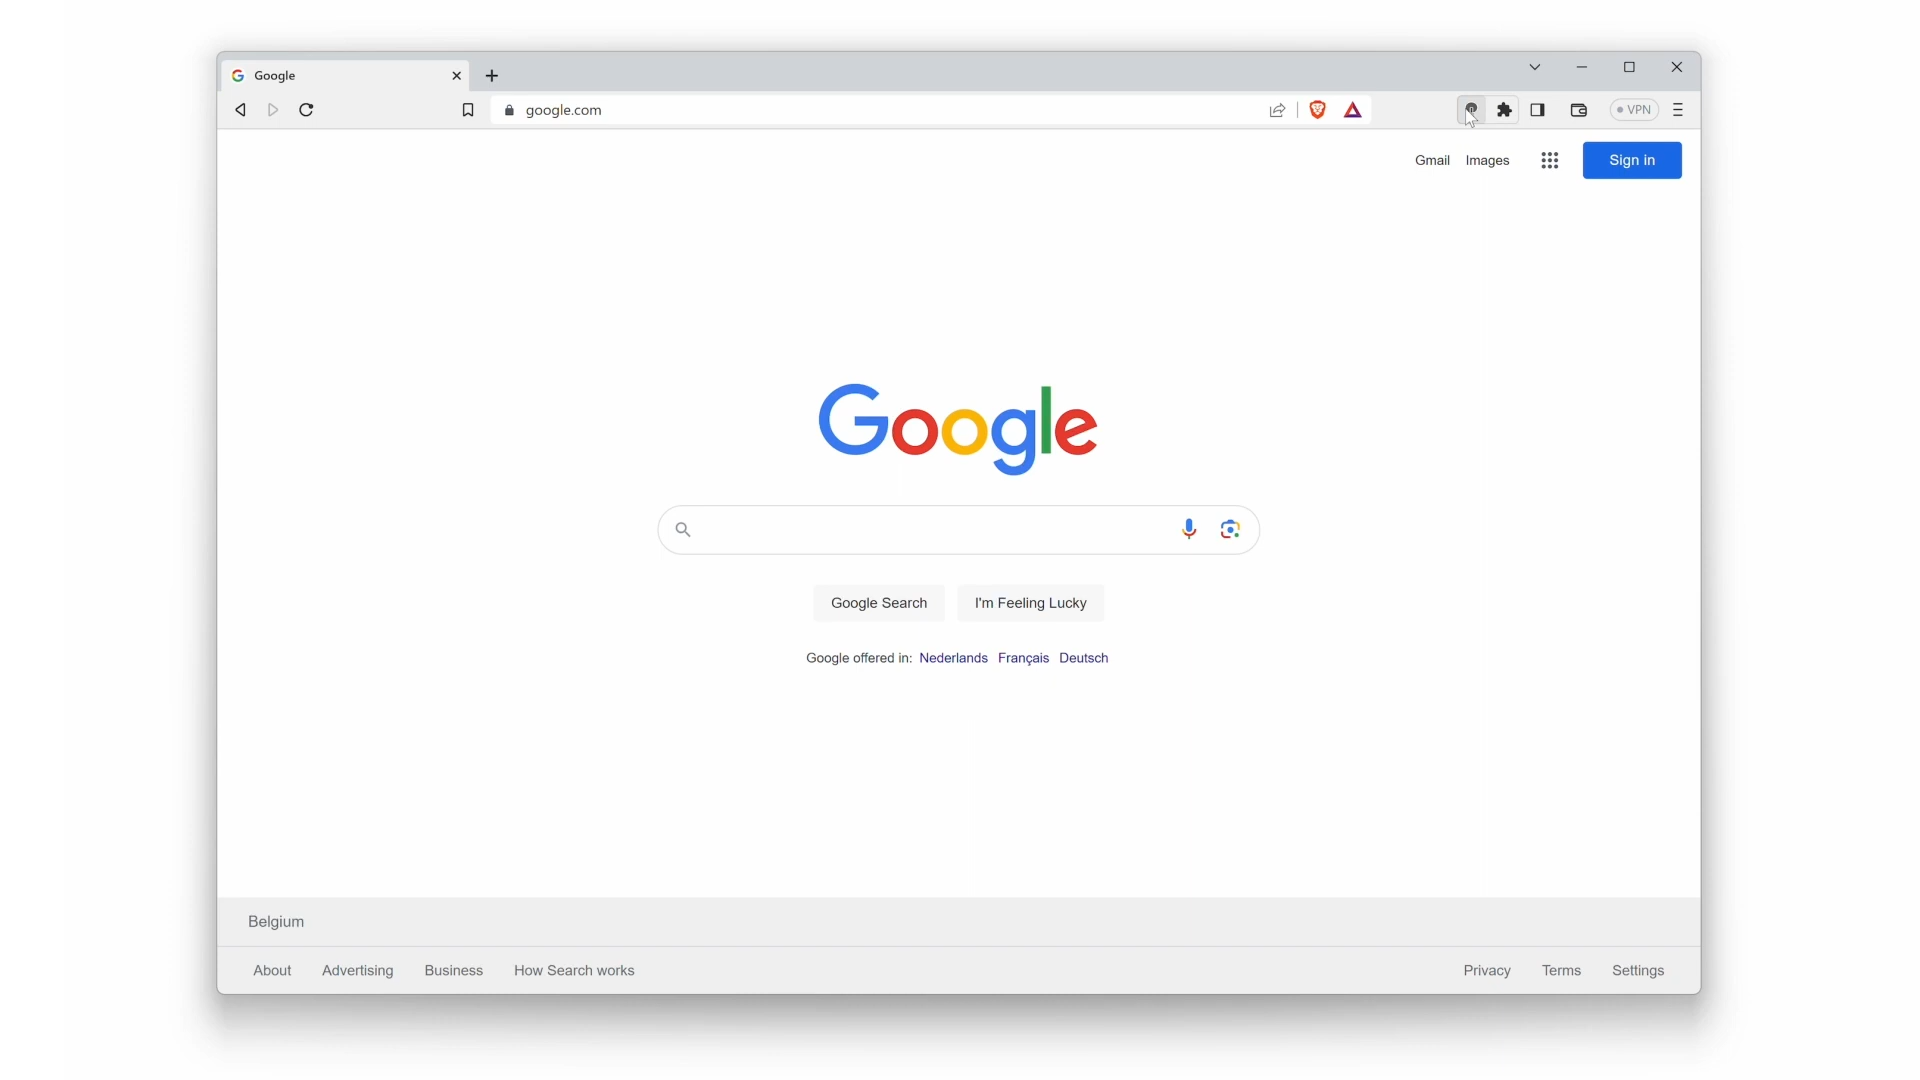 Google
google.com
VPN
Gmail Images Sign in
Google
Google Search I'm Feeling Lucky
Google offered in: Nederlands Français Deutsch
Belgium
About Advertising Business How Search works Privacy Terms Settings